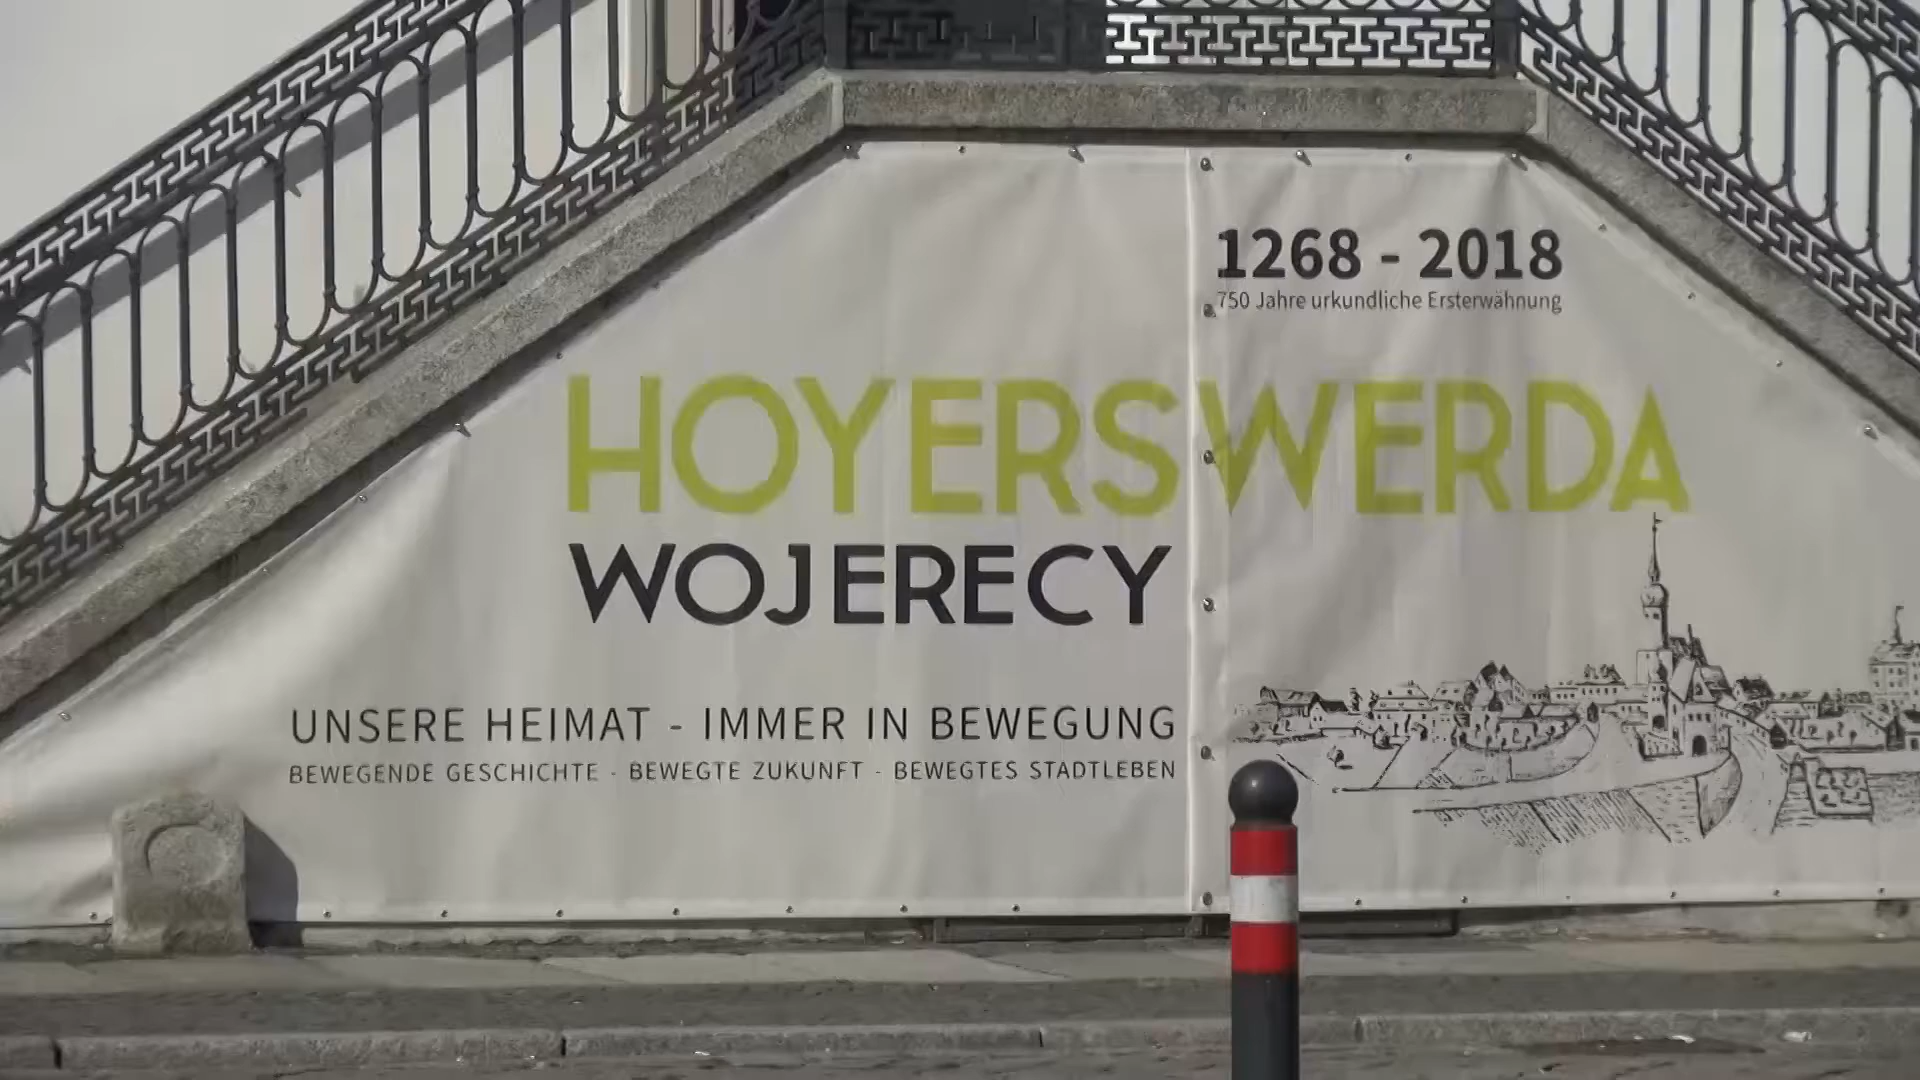 1268 - 2018
750 Jahre urkundliche Ersterwähnung
HOYERSWERDA
WOJERECY
UNSERE HEIMAT - IMMER IN BEWEGUNG
BEWEGENDE GESCHICHTE - BEWEGTE ZUKUNFT - BEWEGTES STADTLEBEN